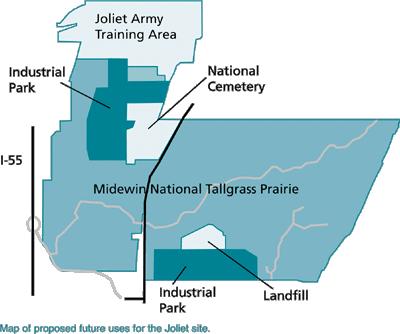 Joliet Army
Training Area
Industrial
Park
National
Cemetery
I-55
Midewin National Tallgrass Prairie
Industrial
Park
Landfill
Map of proposed future uses for the Joliet site.